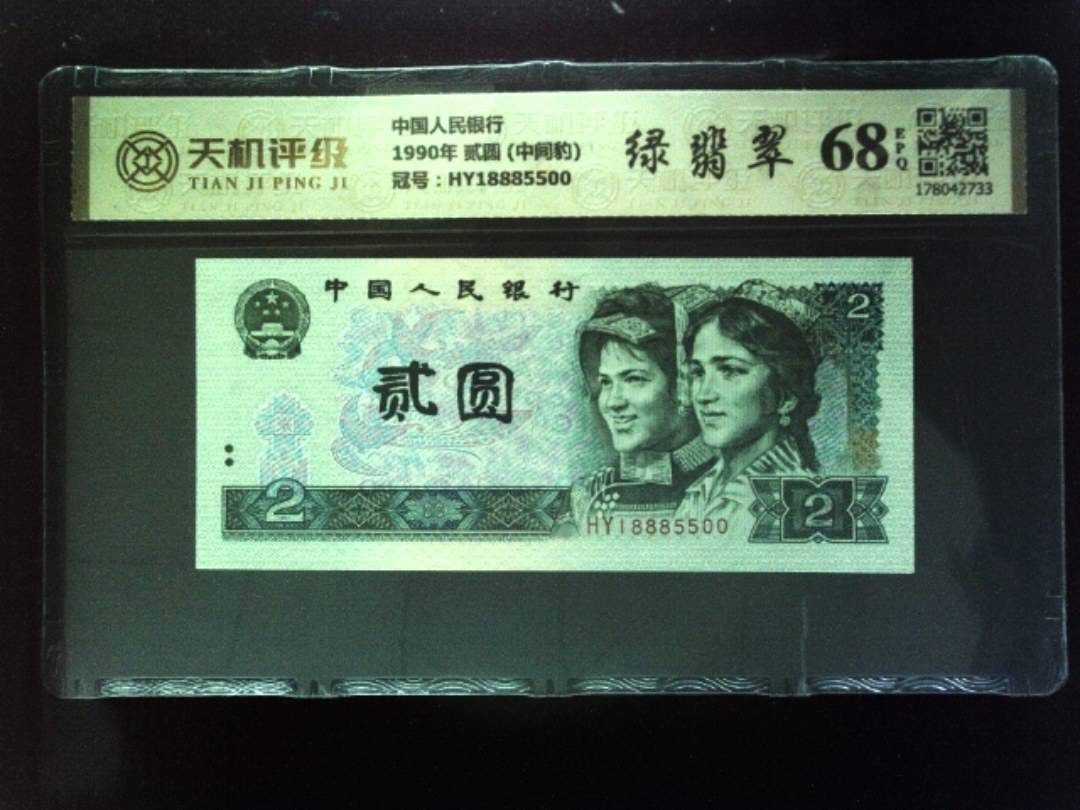 天机评级
TIAN JI PING JI
中国人民银行
1990年 贰圆 (中间豹)
冠号：HY18885500
绿翡翠
68
EPQ
178042733
中国人民银行
2
贰圆
2
HY18885500
2